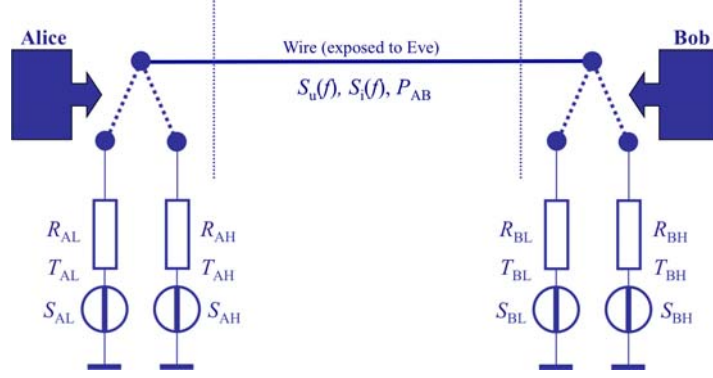 Alice
Wire (exposed to Eve)
Bob
Su(f), Si(f), PAB
RAL RAH RBL RBH
TAL TAH TBL TBH
SAL SAH SBL SBH